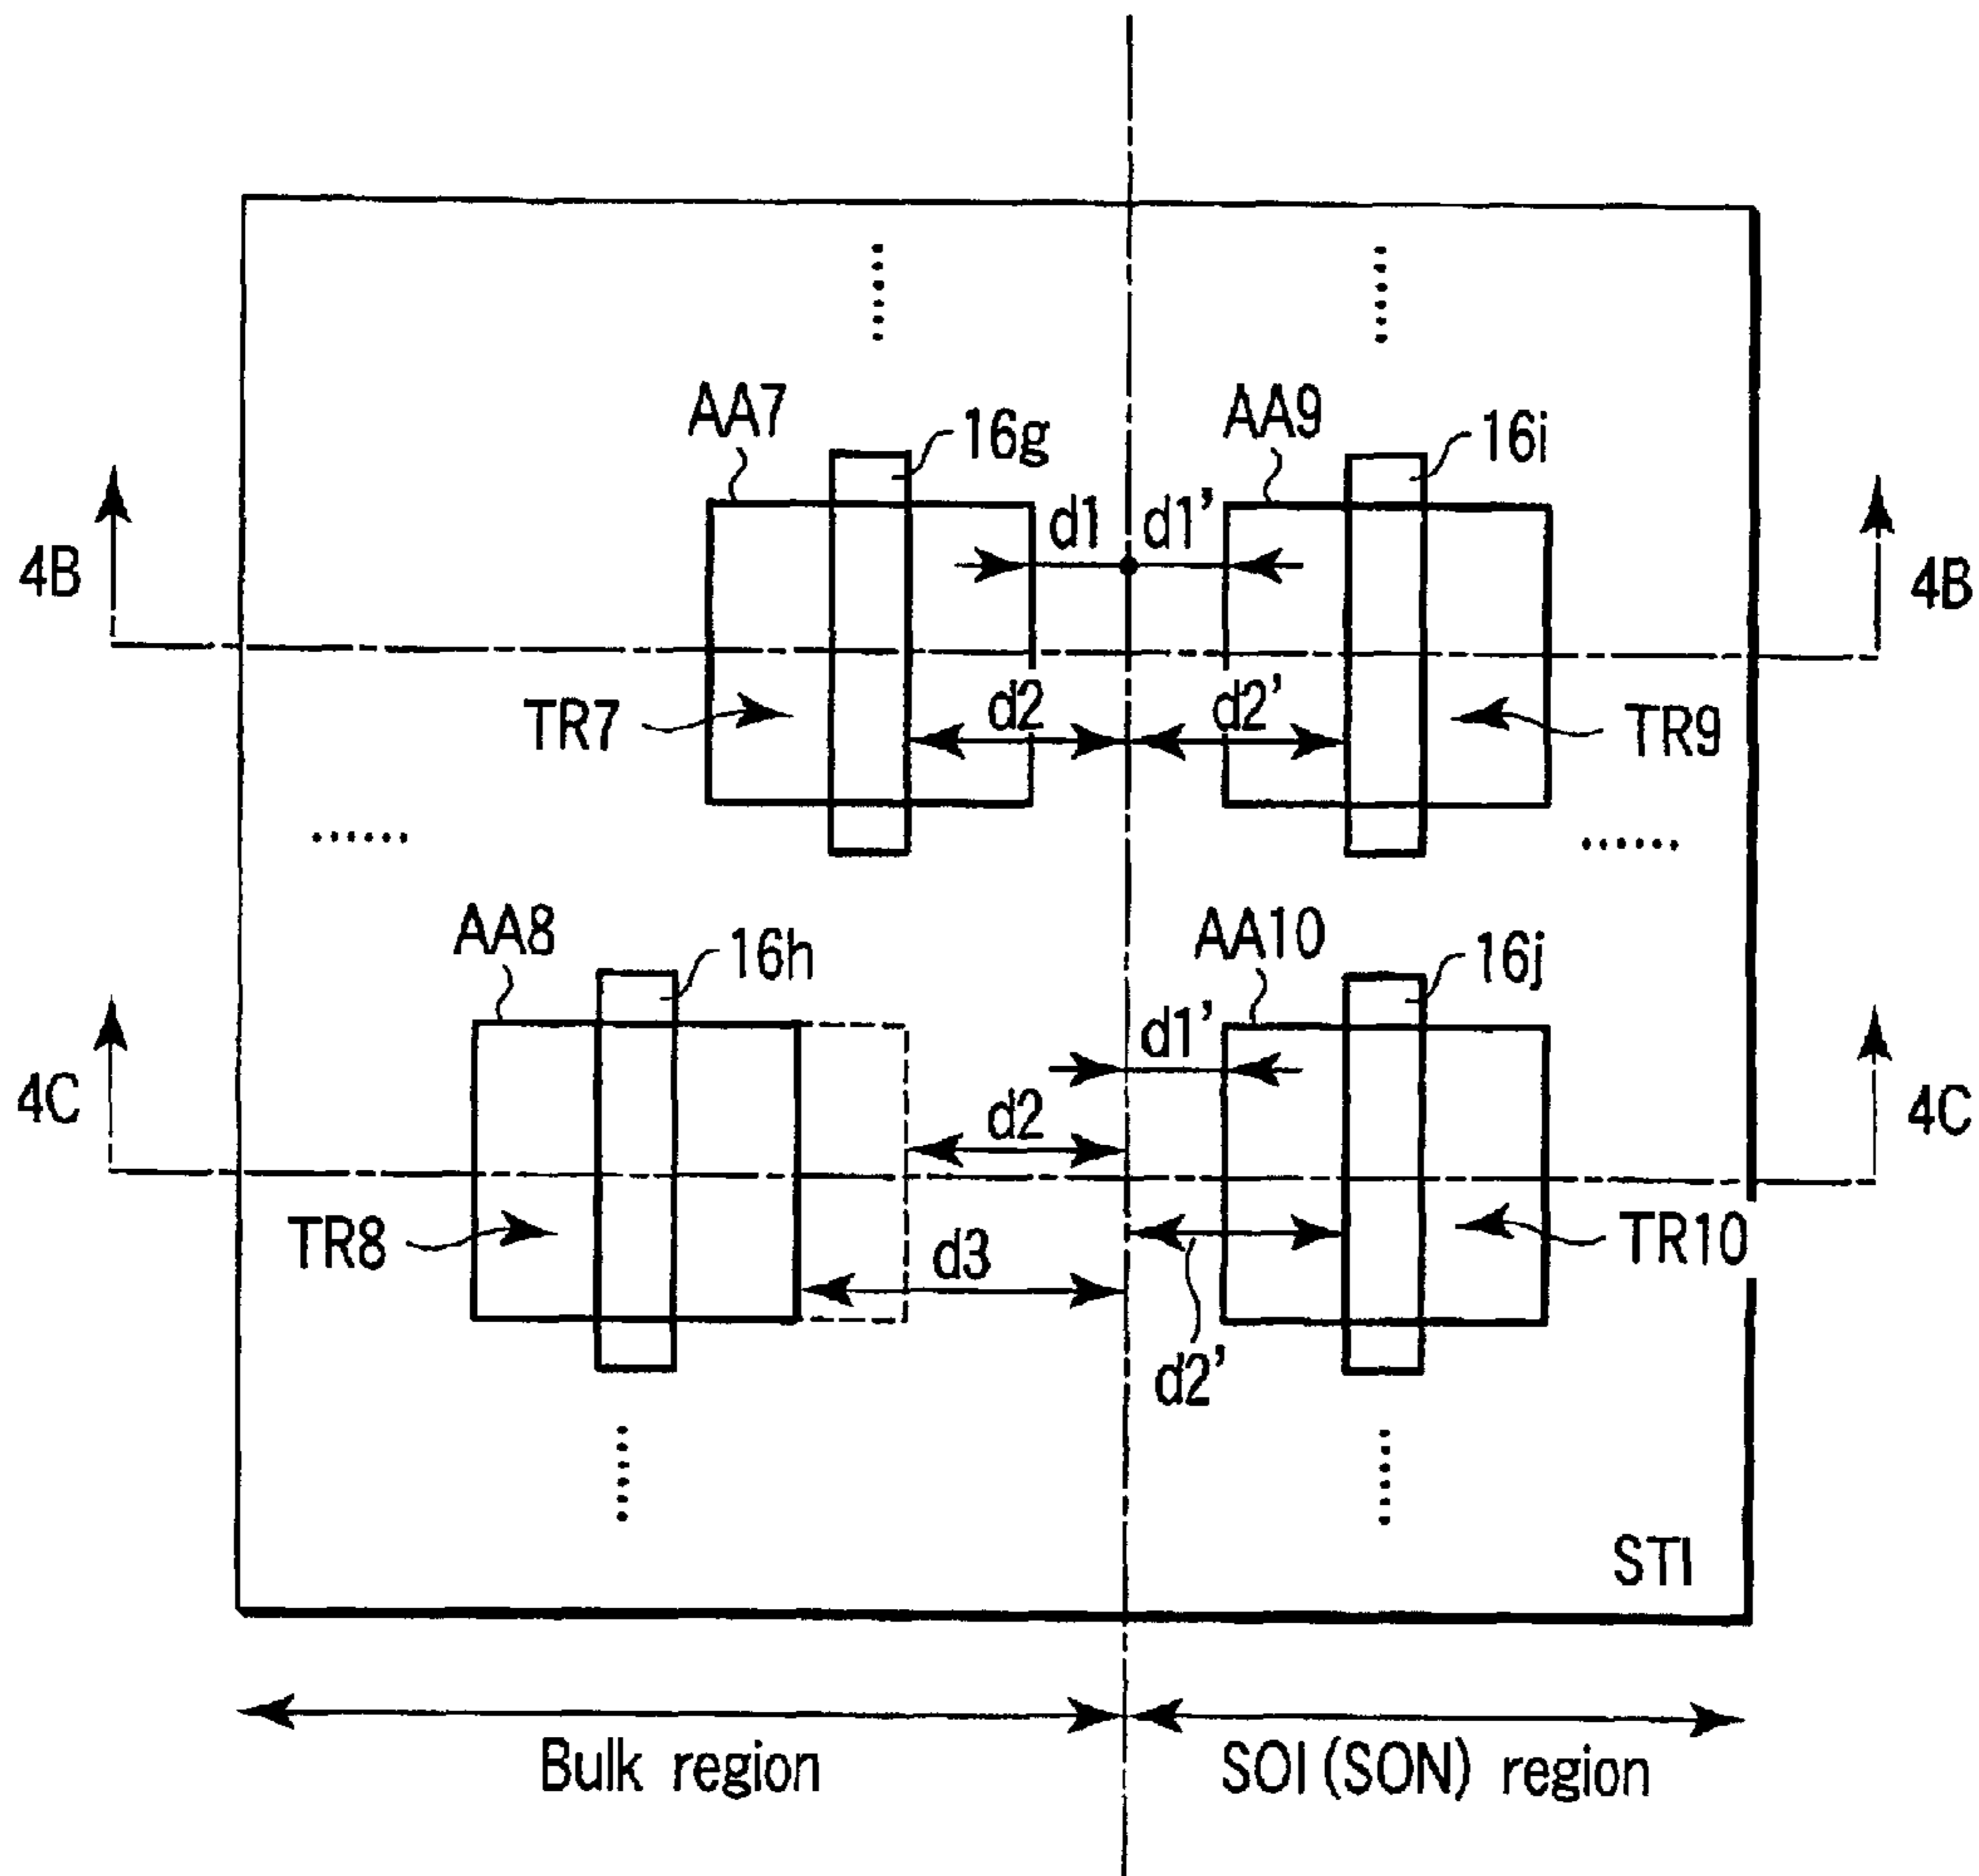 AA7
16g
AA9
16i
d1
d1'
4B
4B
TR7
d2
d2'
TR9
AA8
16h
AA10
16j
d1'
4C
d2
4C
TR8
d3
TR10
d2'
STI
Bulk region
SOI (SON) region